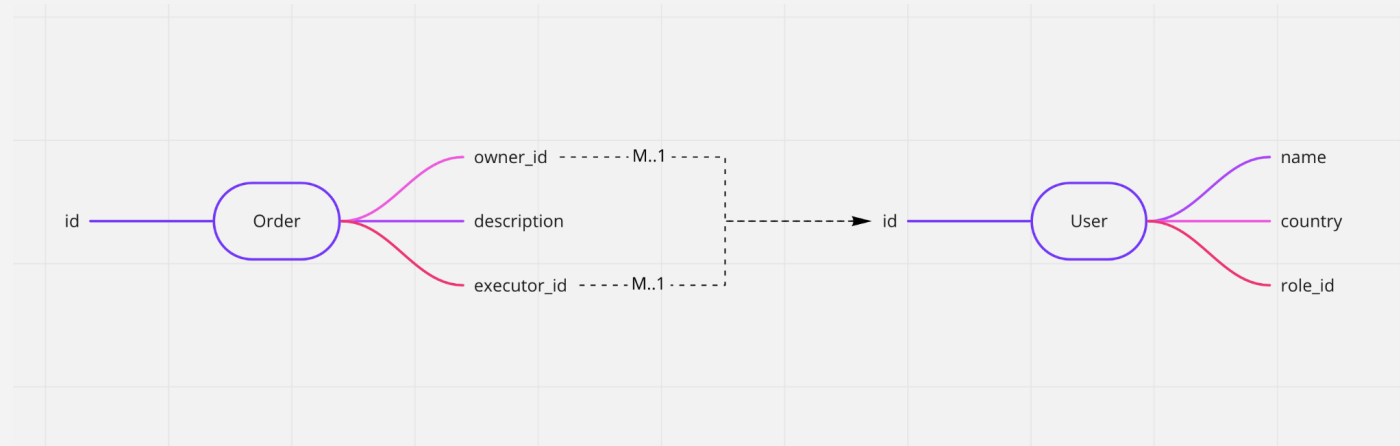 owner_id
M..1
name
id
Order
description
id
User
country
executor_id
M..1
role_id